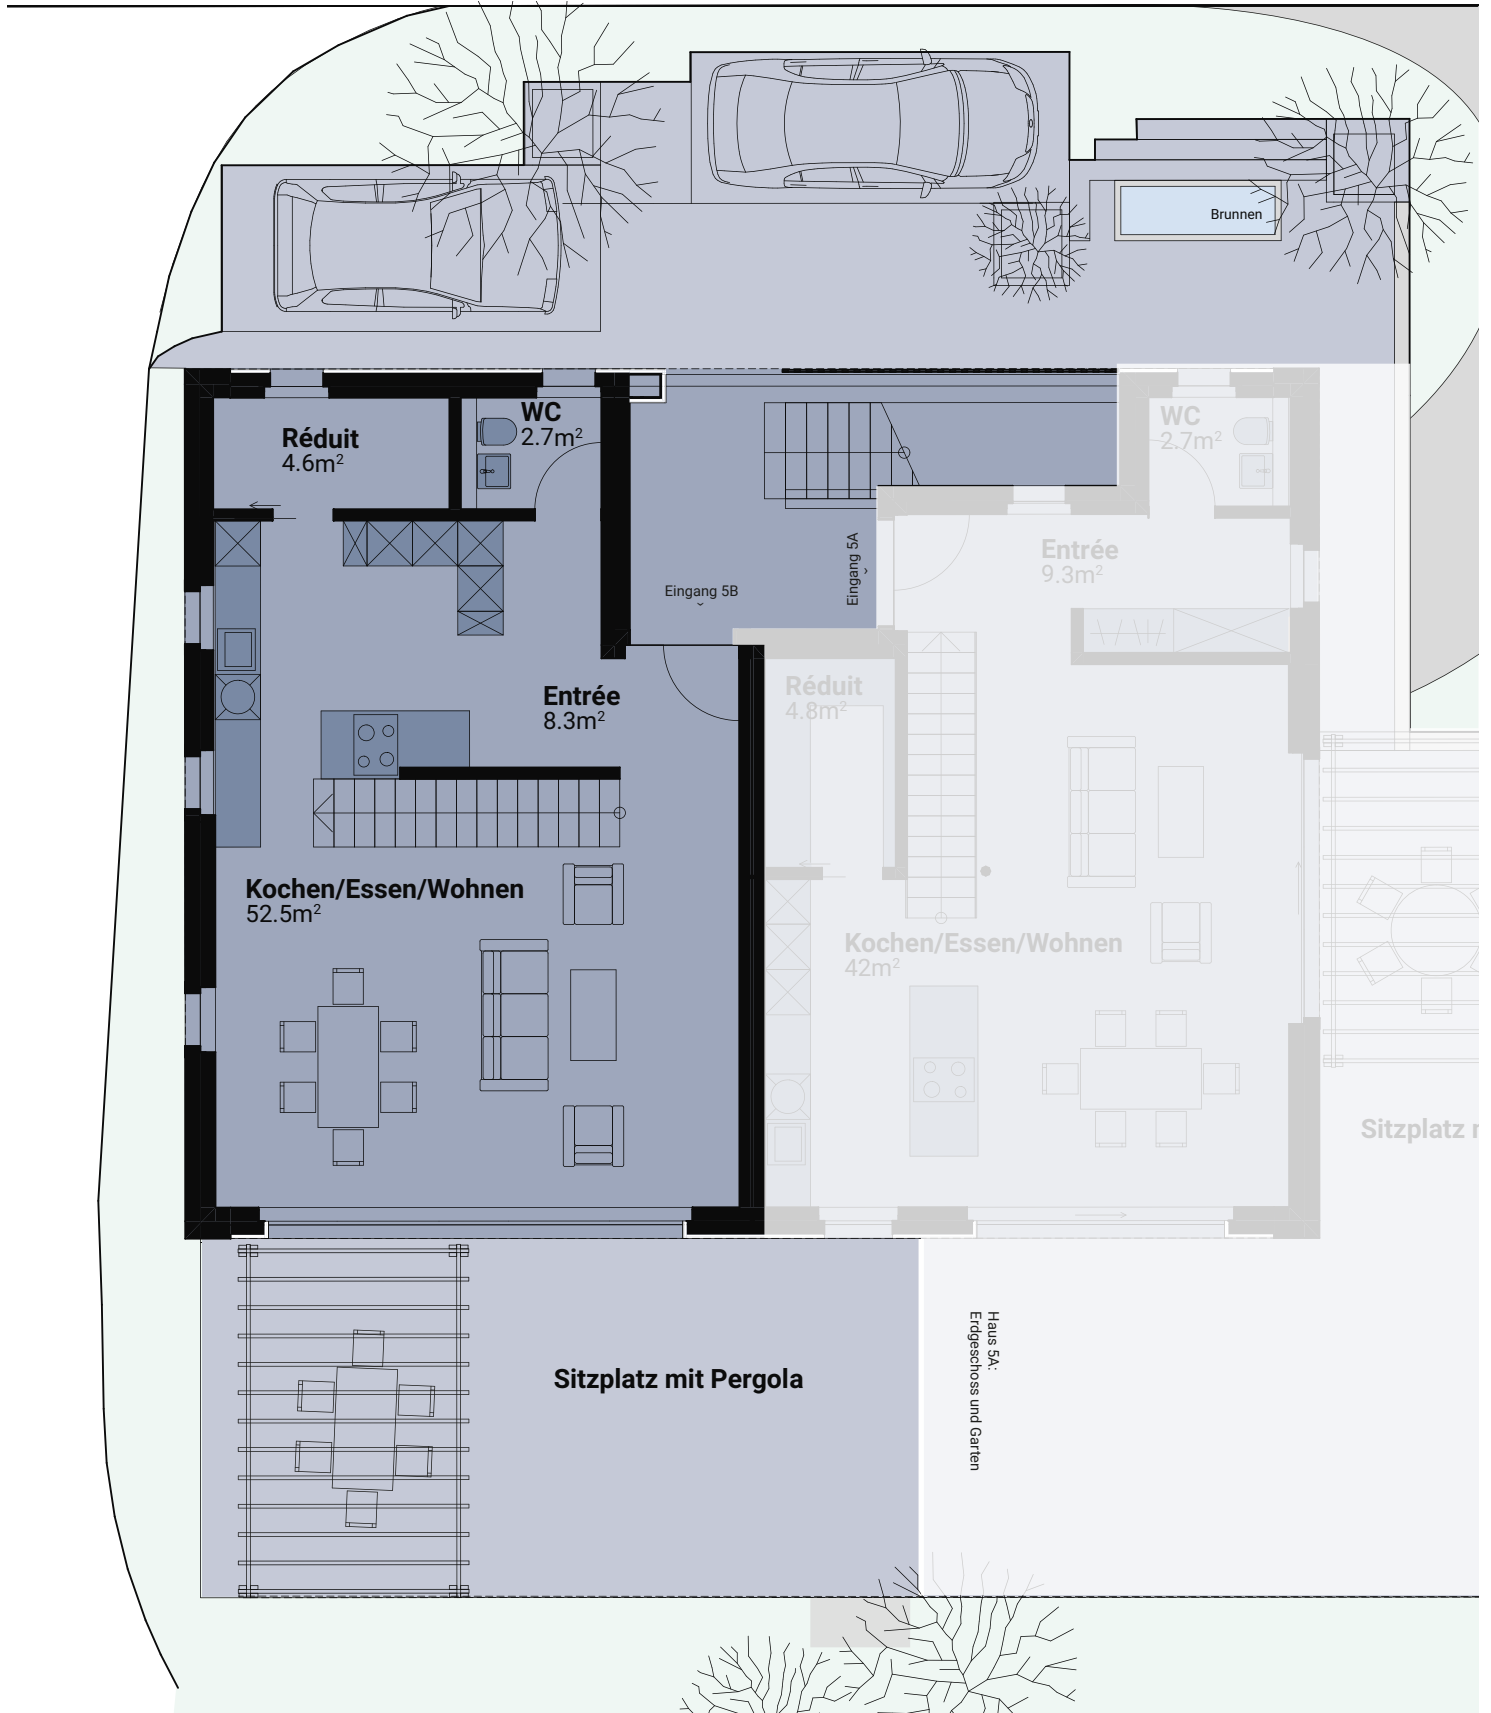 Brunnen
WC
2.7m²
Réduit
4.6m²
WC
2.7m²
Eingang 5A
Eingang 5B
Entrée
9.3m²
Entrée
8.3m²
Réduit
4.8m²
Kochen/Essen/Wohnen
52.5m²
Kochen/Essen/Wohnen
42m²
Sitzplatz
Haus 5A:
Erdgeschoss und Garten
Sitzplatz mit Pergola